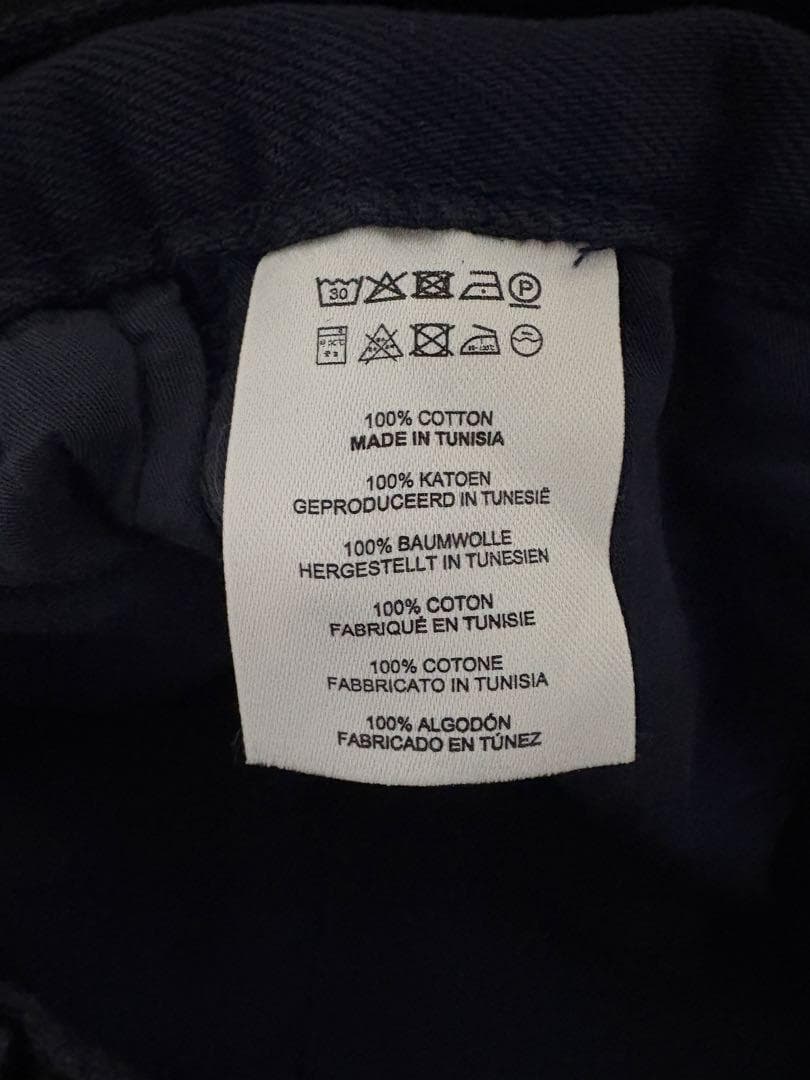 30 P
100% COTTON
MADE IN TUNISIA
100% KATOEN
GEPRODUCEERD IN TUNESIË
100% BAUMWOLLE
HERGESTELLT IN TUNESIEN
100% COTON
FABRIQUÉ EN TUNISIE
100% COTONE
FABBRICATO IN TUNISIA
100% ALGODÓN
FABRICADO EN TÚNEZ